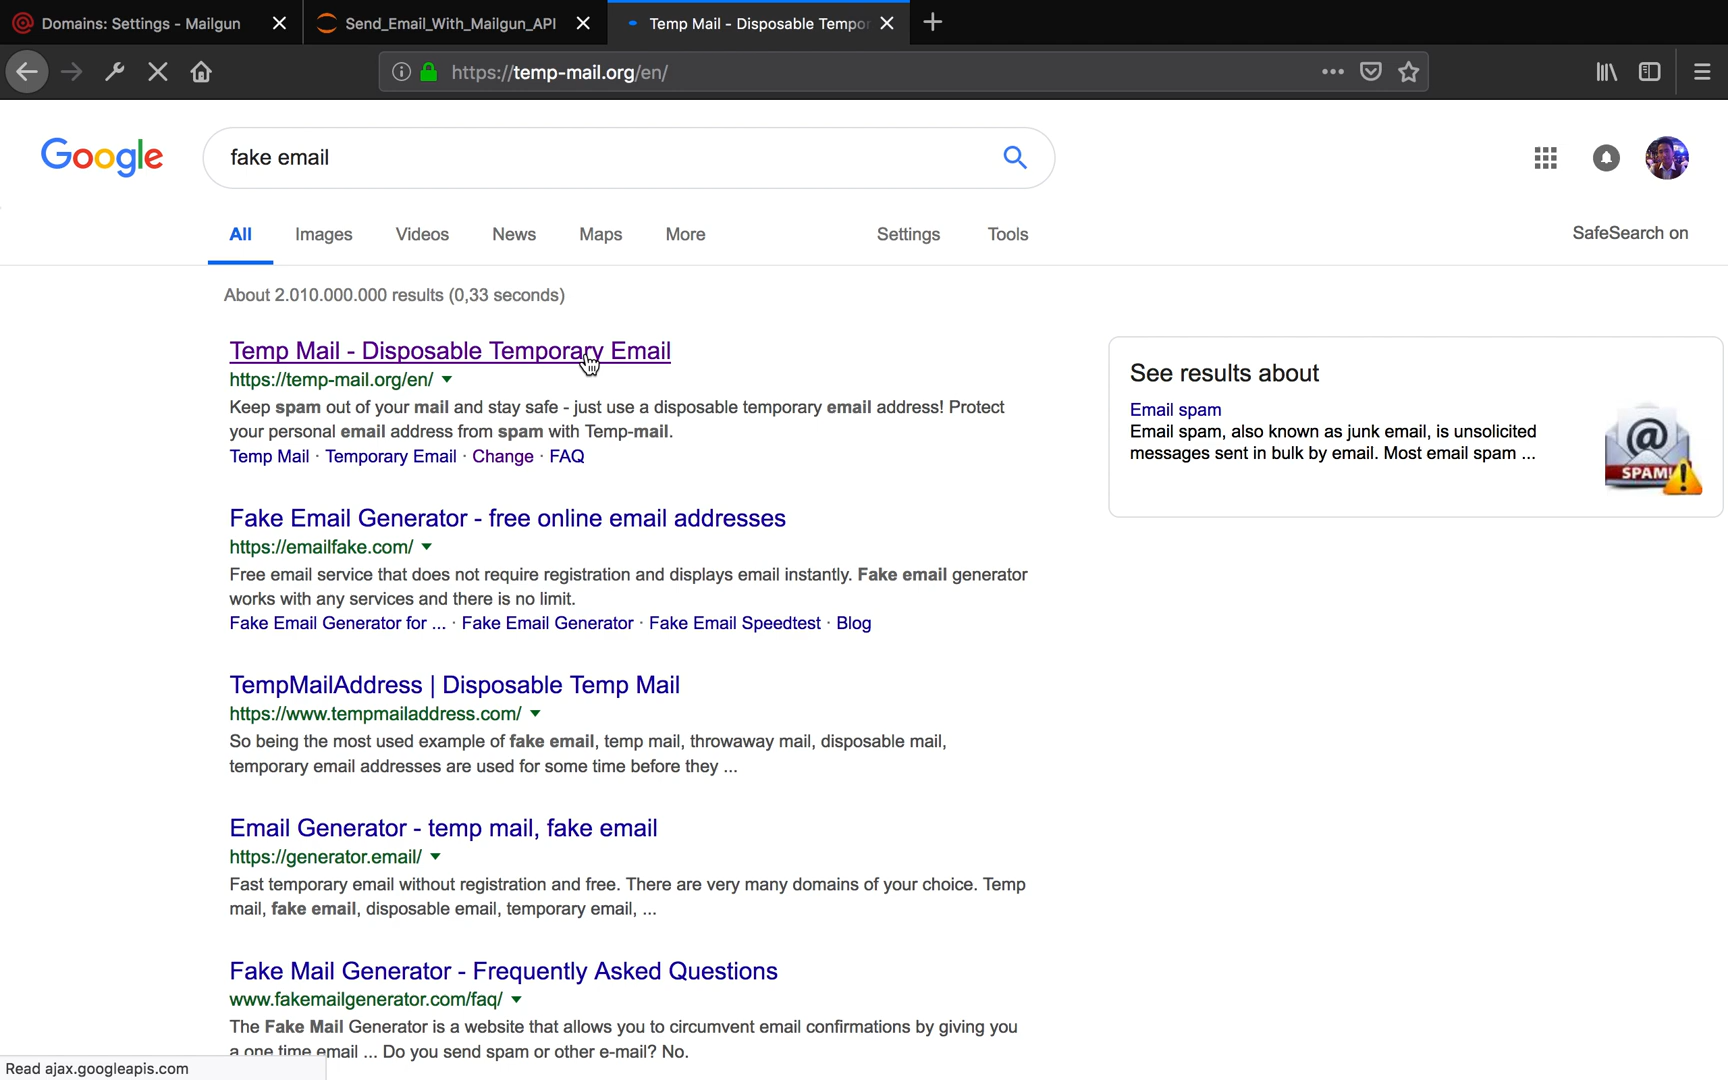 Domains: Settings - Mailgun
Send_Email_With_Mailgun_API
Temp Mail - Disposable Tempor
https://temp-mail.org/en/
Google
fake email
All Images Videos News Maps More Settings Tools
SafeSearch on
About 2.010.000.000 results (0,33 seconds)
Temp Mail - Disposable Temporary Email
https://temp-mail.org/en/
Keep spam out of your mail and stay safe - just use a disposable temporary email address! Protect
your personal email address from spam with Temp-mail.
Temp Mail · Temporary Email · Change · FAQ
See results about
Email spam
Email spam, also known as junk email, is unsolicited
messages sent in bulk by email. Most email spam ...
@
SPAM!
Fake Email Generator - free online email addresses
https://emailfake.com/
Free email service that does not require registration and displays email instantly. Fake email generator
works with any services and there is no limit.
Fake Email Generator for ... · Fake Email Generator · Fake Email Speedtest · Blog
TempMailAddress | Disposable Temp Mail
https://www.tempmailaddress.com/
So being the most used example of fake email, temp mail, throwaway mail, disposable mail,
temporary email addresses are used for some time before they ...
Email Generator - temp mail, fake email
https://generator.email/
Fast temporary email without registration and free. There are very many domains of your choice. Temp
mail, fake email, disposable email, temporary email, ...
Fake Mail Generator - Frequently Asked Questions
www.fakemailgenerator.com/faq/
The Fake Mail Generator is a website that allows you to circumvent email confirmations by giving you
a one time email ... Do you send spam or other e-mail? No.
Read ajax.googleapis.com